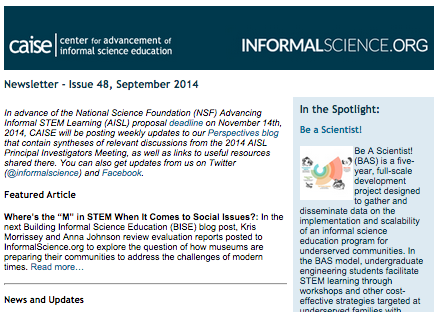 caise center for advancement of
informal science education
INFORMALSCIENCE.ORG
Newsletter - Issue 48, September 2014
In advance of the National Science Foundation (NSF) Advancing
Informal STEM Learning (AISL) proposal deadline on November 14th,
2014, CAISE will be posting weekly updates to our Perspectives blog
that contain syntheses of relevant discussions from the 2014 AISL
Principal Investigators Meeting, as well as links to useful resources
shared there. You can also get updates from us on Twitter
(@informalscience) and Facebook.
Featured Article
Where's the “M” in STEM When It Comes to Social Issues?: In the
next Building Informal Science Education (BISE) blog post, Kris
Morrissey and Anna Johnson review evaluation reports posted to
InformalScience.org to explore the question of how museums are
preparing their communities to address the challenges of modern
times. Read more…
News and Updates
In the Spotlight:
Be a Scientist!
Be A Scientist!
(BAS) is a five-
year, full-scale
development
project designed
to gather and
disseminate data on the
implementation and scalability
of an informal science
education program for
underserved communities. In
the BAS model, undergraduate
engineering students facilitate
STEM learning through
workshops and other cost-
effective strategies targeted at
underserved families with